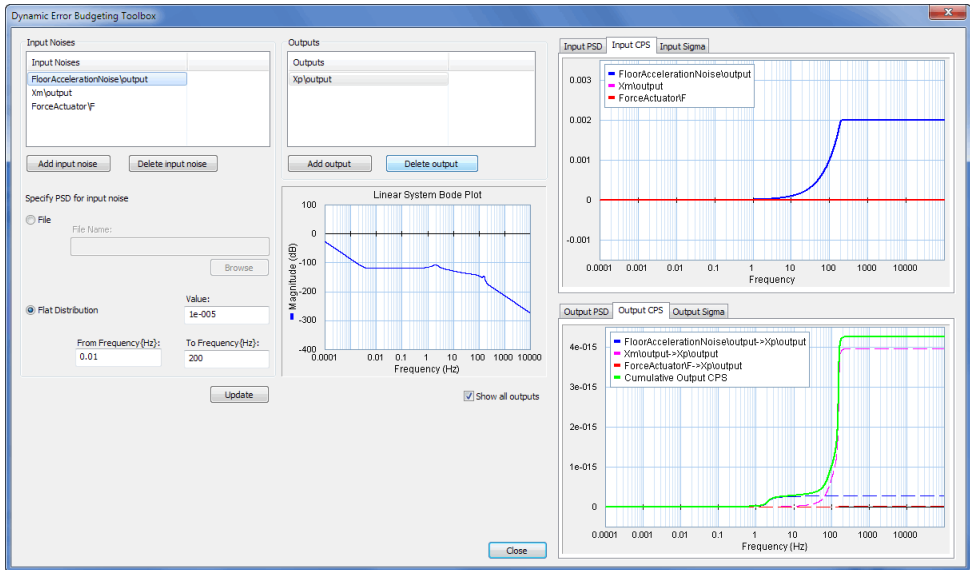 Dynamic Error Budgeting Toolbox
Input Noises
Input Noises
FloorAccelerationNoise\output
Xm\output
ForceActuator\F
Add input noise
Delete input noise
Specify PSD for input noise
File
File Name:
Browse
Flat Distribution
Value:
1e-005
From Frequency{Hz}:
To Frequency{Hz}:
0.01
200
Update
Outputs
Outputs
Xp\output
Add output
Delete output
Linear System Bode Plot
Magnitude (dB)
100
0
-100
-200
-300
-400
0.0001 0.01 0.1 1 10 100 1000 10000
Frequency (Hz)
Show all outputs
Close
Input PSD Input CPS Input Sigma
FloorAccelerationNoise\output
Xm\output
ForceActuator\F
0.003
0.002
0.001
0
-0.001
0.0001 0.001 0.01 0.1 1 10 100 1000 10000
Frequency
Output PSD Output CPS Output Sigma
FloorAccelerationNoise\output->Xp\output
Xm\output->Xp\output
ForceActuator\F->Xp\output
Cumulative Output CPS
4e-015
3e-015
2e-015
1e-015
0
0.0001 0.001 0.01 0.1 1 10 100 1000 10000
Frequency (Hz)